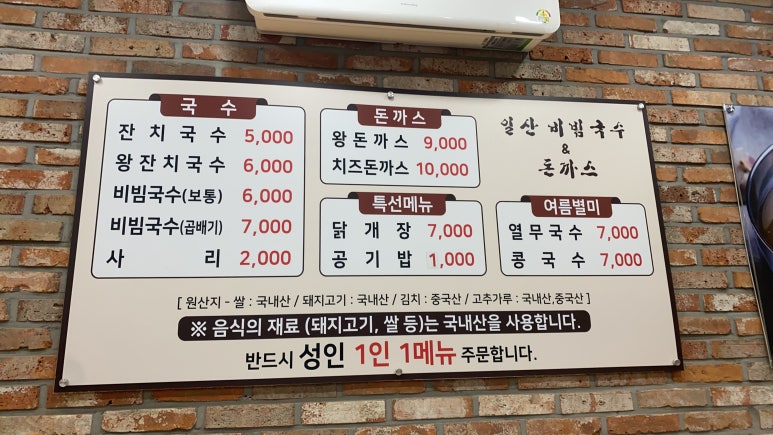 국수
잔치국수 5,000
왕잔치국수 6,000
비빔국수(보통) 6,000
비빔국수(곱배기) 7,000
사리 2,000
돈까스
왕돈까스 9,000
치즈돈까스 10,000
특선메뉴
닭개장 7,000
공기밥 1,000
일산 비빔국수
&
돈까스
여름별미
열무국수 7,000
콩국수 7,000
[ 원산지 - 쌀 : 국내산 / 돼지고기 : 국내산 / 김치 : 중국산 / 고추가루 : 국내산,중국산 ]
※ 음식의 재료 (돼지고기, 쌀 등)는 국내산을 사용합니다.
반드시 성인 1인 1메뉴 주문합니다.